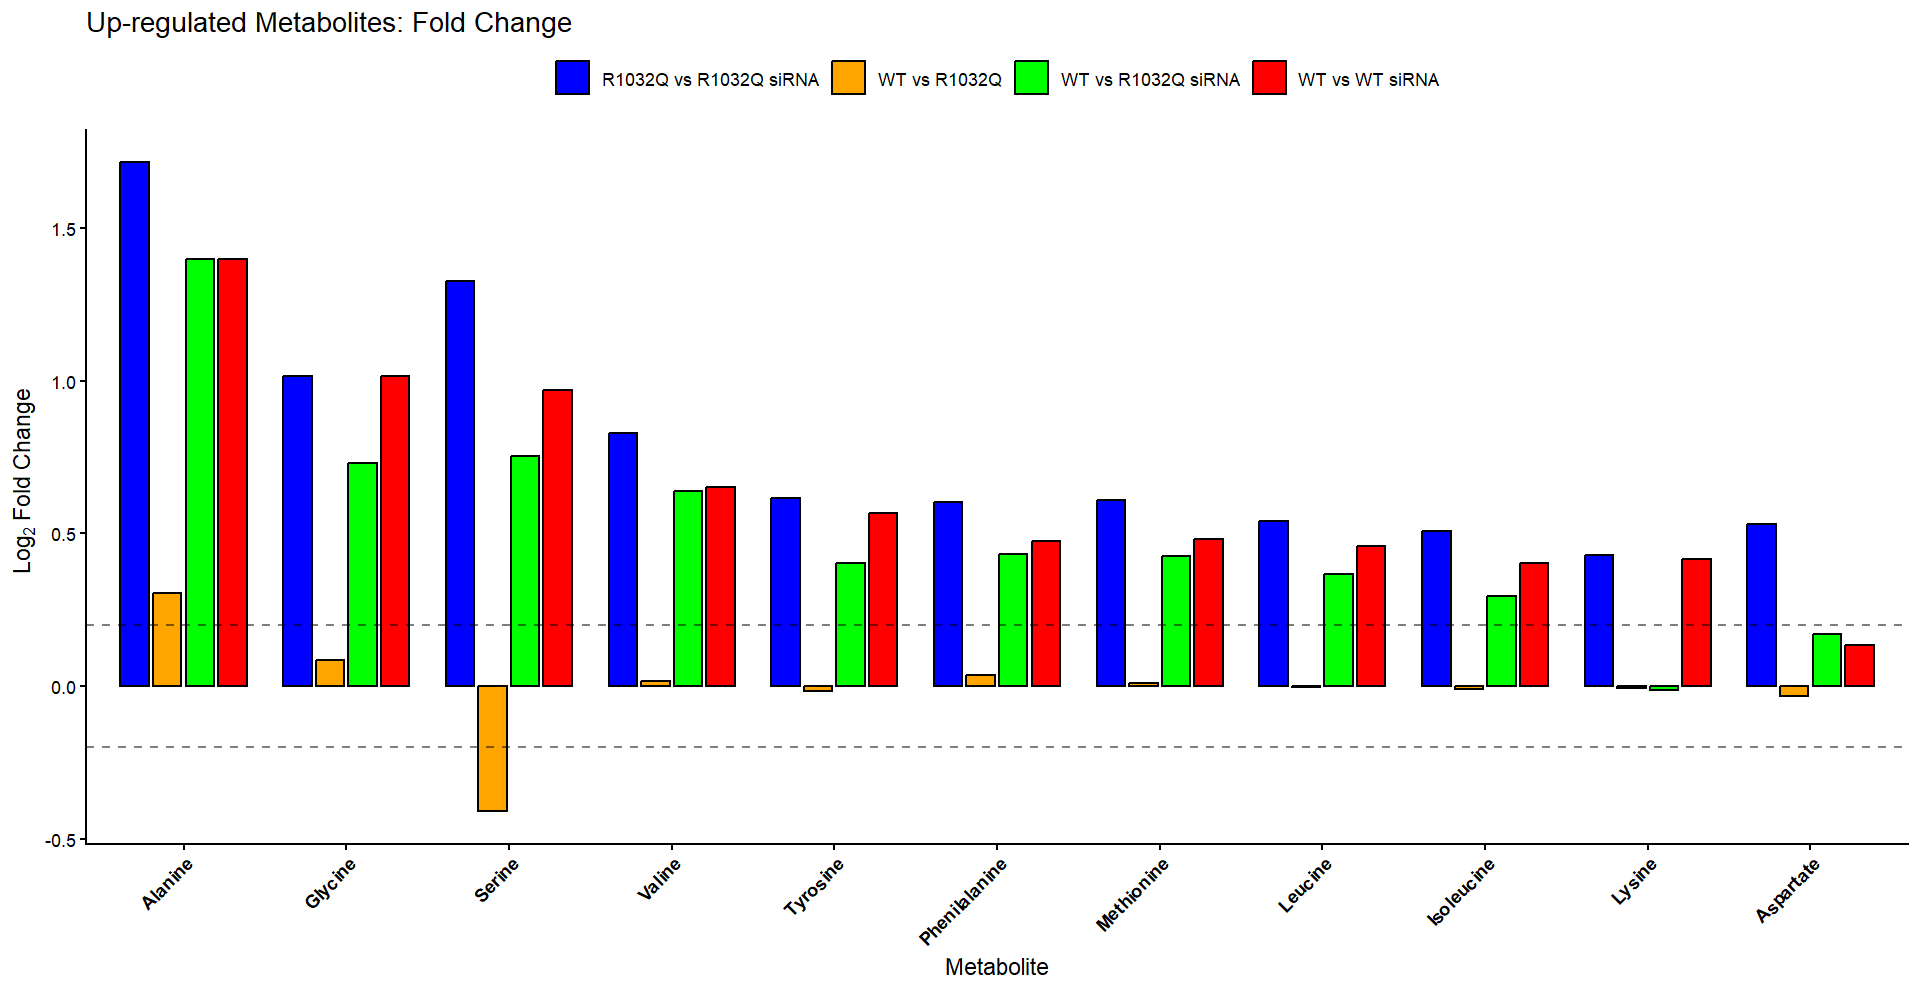 Up-regulated Metabolites: Fold Change
R1032Q vs R1032Q siRNA WT vs R1032Q WT vs R1032Q siRNA WT vs WT siRNA
Log₂ Fold Change
1.5
1.0
0.5
0.0
-0.5
Alanine Glycine Serine Valine Tyrosine Phenilalanine Methionine Leucine Isoleucine Lysine Aspartate
Metabolite